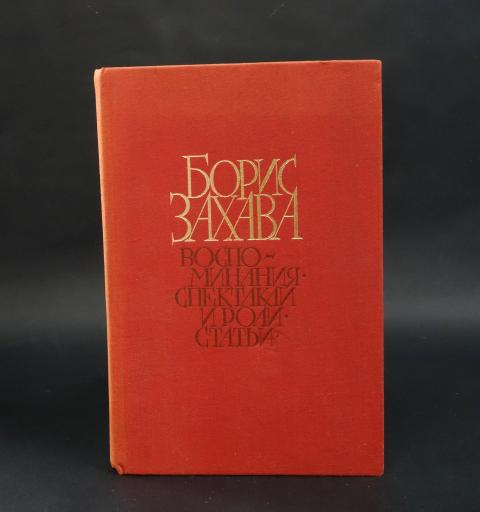 БОРИС
ЗАХАВА
ВОСПО-
МИНАНИЯ·
СПЕКТАКЛИ
И РОЛИ·
СТАТЬИ·